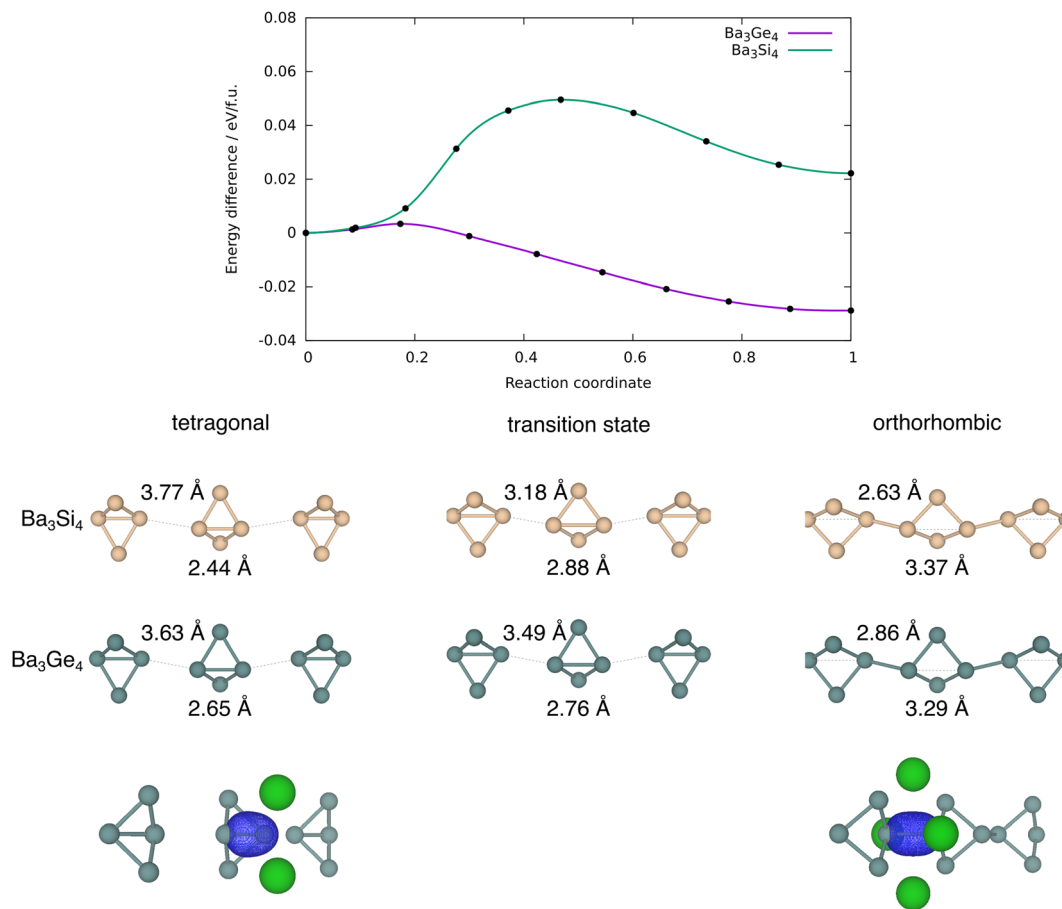 0.08
0.06
0.04
0.02
0
-0.02
-0.04
Energy difference / eV/f.u.
Ba₃Ge₄
Ba₃Si₄
0 0.2 0.4 0.6 0.8 1
Reaction coordinate
tetragonal transition state orthorhombic
3.77 Å 3.18 Å 2.63 Å
Ba₃Si₄
2.44 Å 2.88 Å 3.37 Å
3.63 Å 3.49 Å 2.86 Å
Ba₃Ge₄
2.65 Å 2.76 Å 3.29 Å